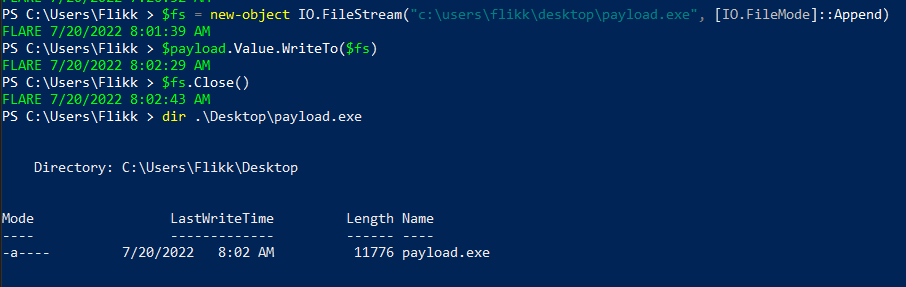 PS C:\Users\Flikk > $fs = new-object IO.FileStream("c:\users\flikk\desktop\payload.exe", [IO.FileMode]::Append)
FLARE 7/20/2022 8:01:39 AM
PS C:\Users\Flikk > $payload.Value.WriteTo($fs)
FLARE 7/20/2022 8:02:29 AM
PS C:\Users\Flikk > $fs.Close()
FLARE 7/20/2022 8:02:43 AM
PS C:\Users\Flikk > dir .\Desktop\payload.exe
Directory: C:\Users\Flikk\Desktop
Mode LastWriteTime Length Name
---- ------------- ------ ----
-a---- 7/20/2022 8:02 AM 11776 payload.exe